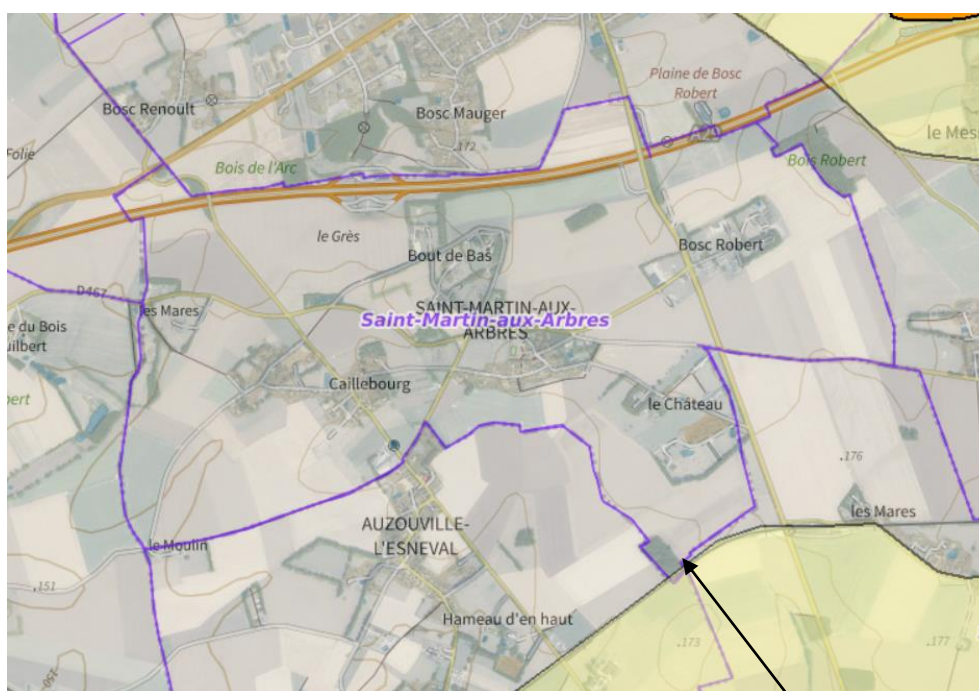 Plaine de Bosc
Robert
Bosc Renoult
Bosc Mauger
.172
le Mes
Folie
Bois de l'Arc
Bois Robert
le Grès
Bosc Robert
Bout de Bas
D467
les Mares
SAINT-MARTIN-AUX-
ARBRES
Saint-Martin-aux-Arbres
e du Bois
uilbert
Caillebourg
bert
le Château
.176
les Mares
AUZOUVILLE-
L'ESNEVAL
le Moulin
.151
Hameau d'en haut
.173
.177
150